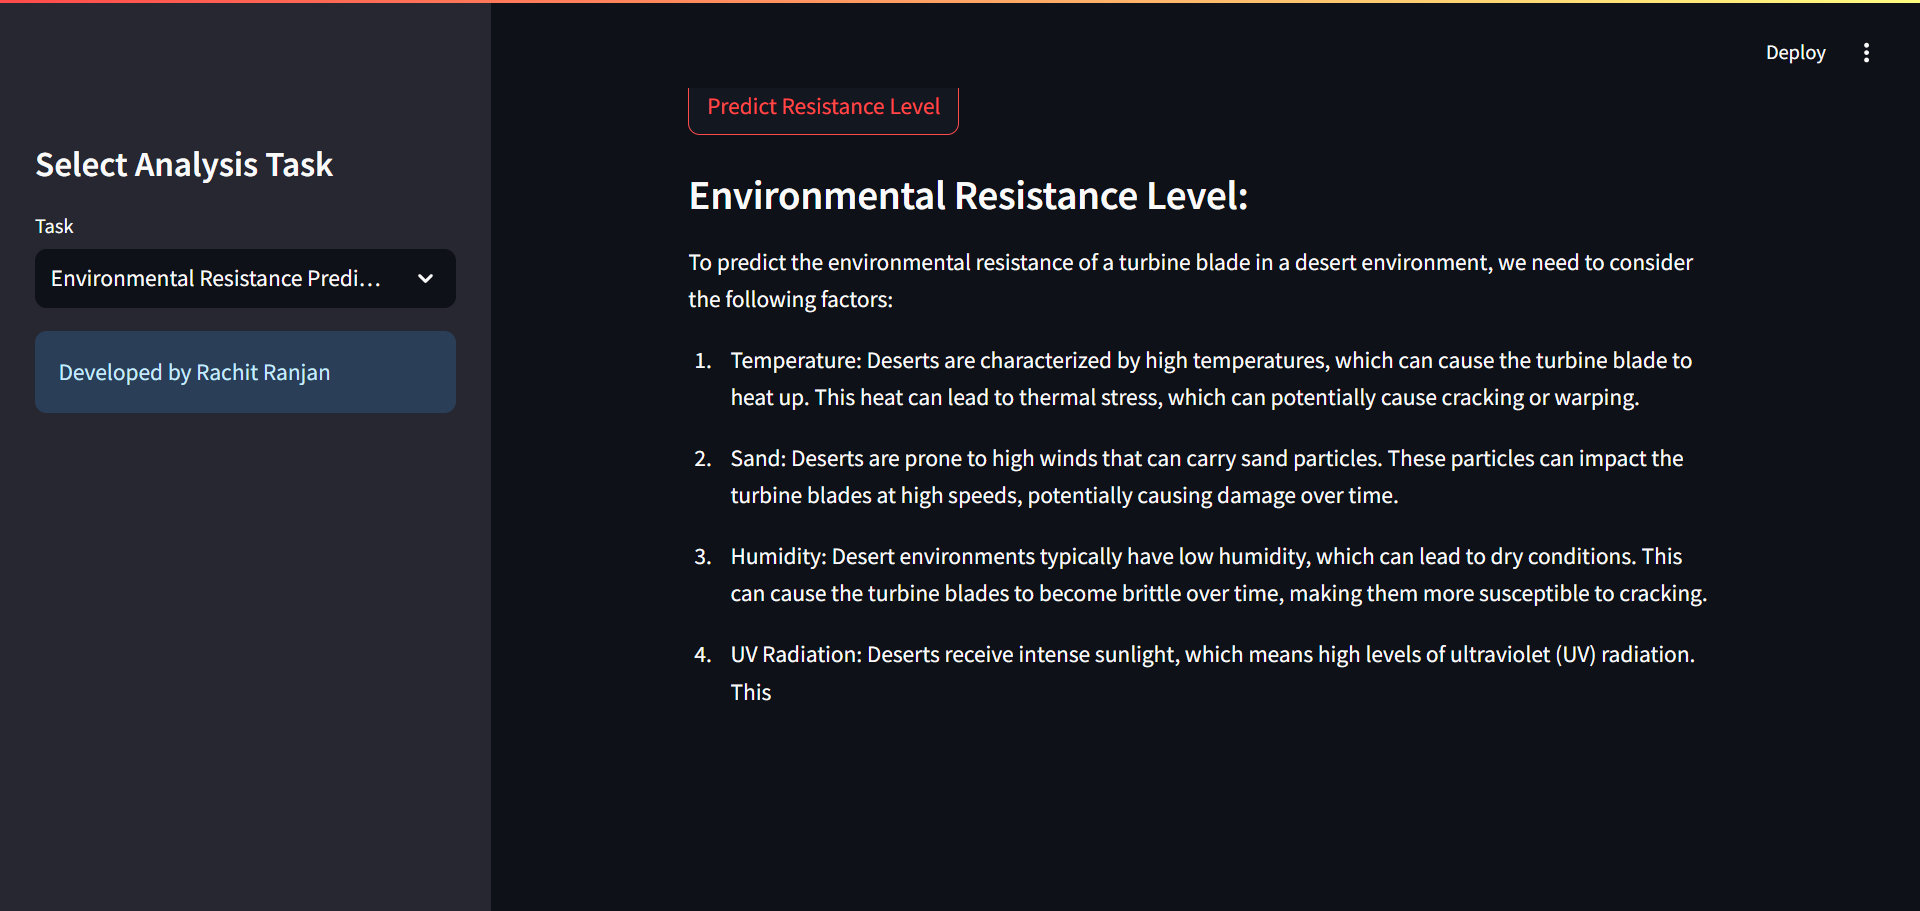 Deploy
Select Analysis Task
Task
Environmental Resistance Predi...
Developed by Rachit Ranjan
Predict Resistance Level
Environmental Resistance Level:
To predict the environmental resistance of a turbine blade in a desert environment, we need to consider
the following factors:
1. Temperature: Deserts are characterized by high temperatures, which can cause the turbine blade to
heat up. This heat can lead to thermal stress, which can potentially cause cracking or warping.
2. Sand: Deserts are prone to high winds that can carry sand particles. These particles can impact the
turbine blades at high speeds, potentially causing damage over time.
3. Humidity: Desert environments typically have low humidity, which can lead to dry conditions. This
can cause the turbine blades to become brittle over time, making them more susceptible to cracking.
4. UV Radiation: Deserts receive intense sunlight, which means high levels of ultraviolet (UV) radiation.
This